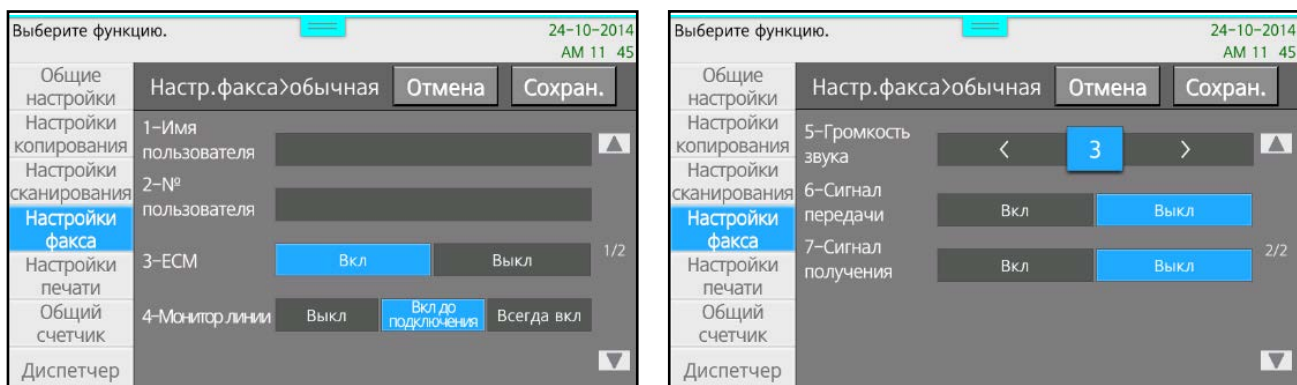 Выберите функцию.
24-10-2014
AM 11 45
Общие
настройки
Настройки
копирования
Настройки
сканирования
Настройки
факса
Настройки
печати
Общий
счетчик
Диспетчер
Настр.факса>обычная
Отмена
Сохран.
1-Имя
пользователя
2-№
пользователя
3-ECM
Вкл
Выкл
1/2
4-Монитор линии
Выкл
Вкл до
подключения
Всегда вкл
Выберите функцию.
24-10-2014
AM 11 45
Общие
настройки
Настройки
копирования
Настройки
сканирования
Настройки
факса
Настройки
печати
Общий
счетчик
Диспетчер
Настр.факса>обычная
Отмена
Сохран.
5-Громкость
звука
<
3
>
6-Сигнал
передачи
Вкл
Выкл
7-Сигнал
получения
Вкл
Выкл
2/2